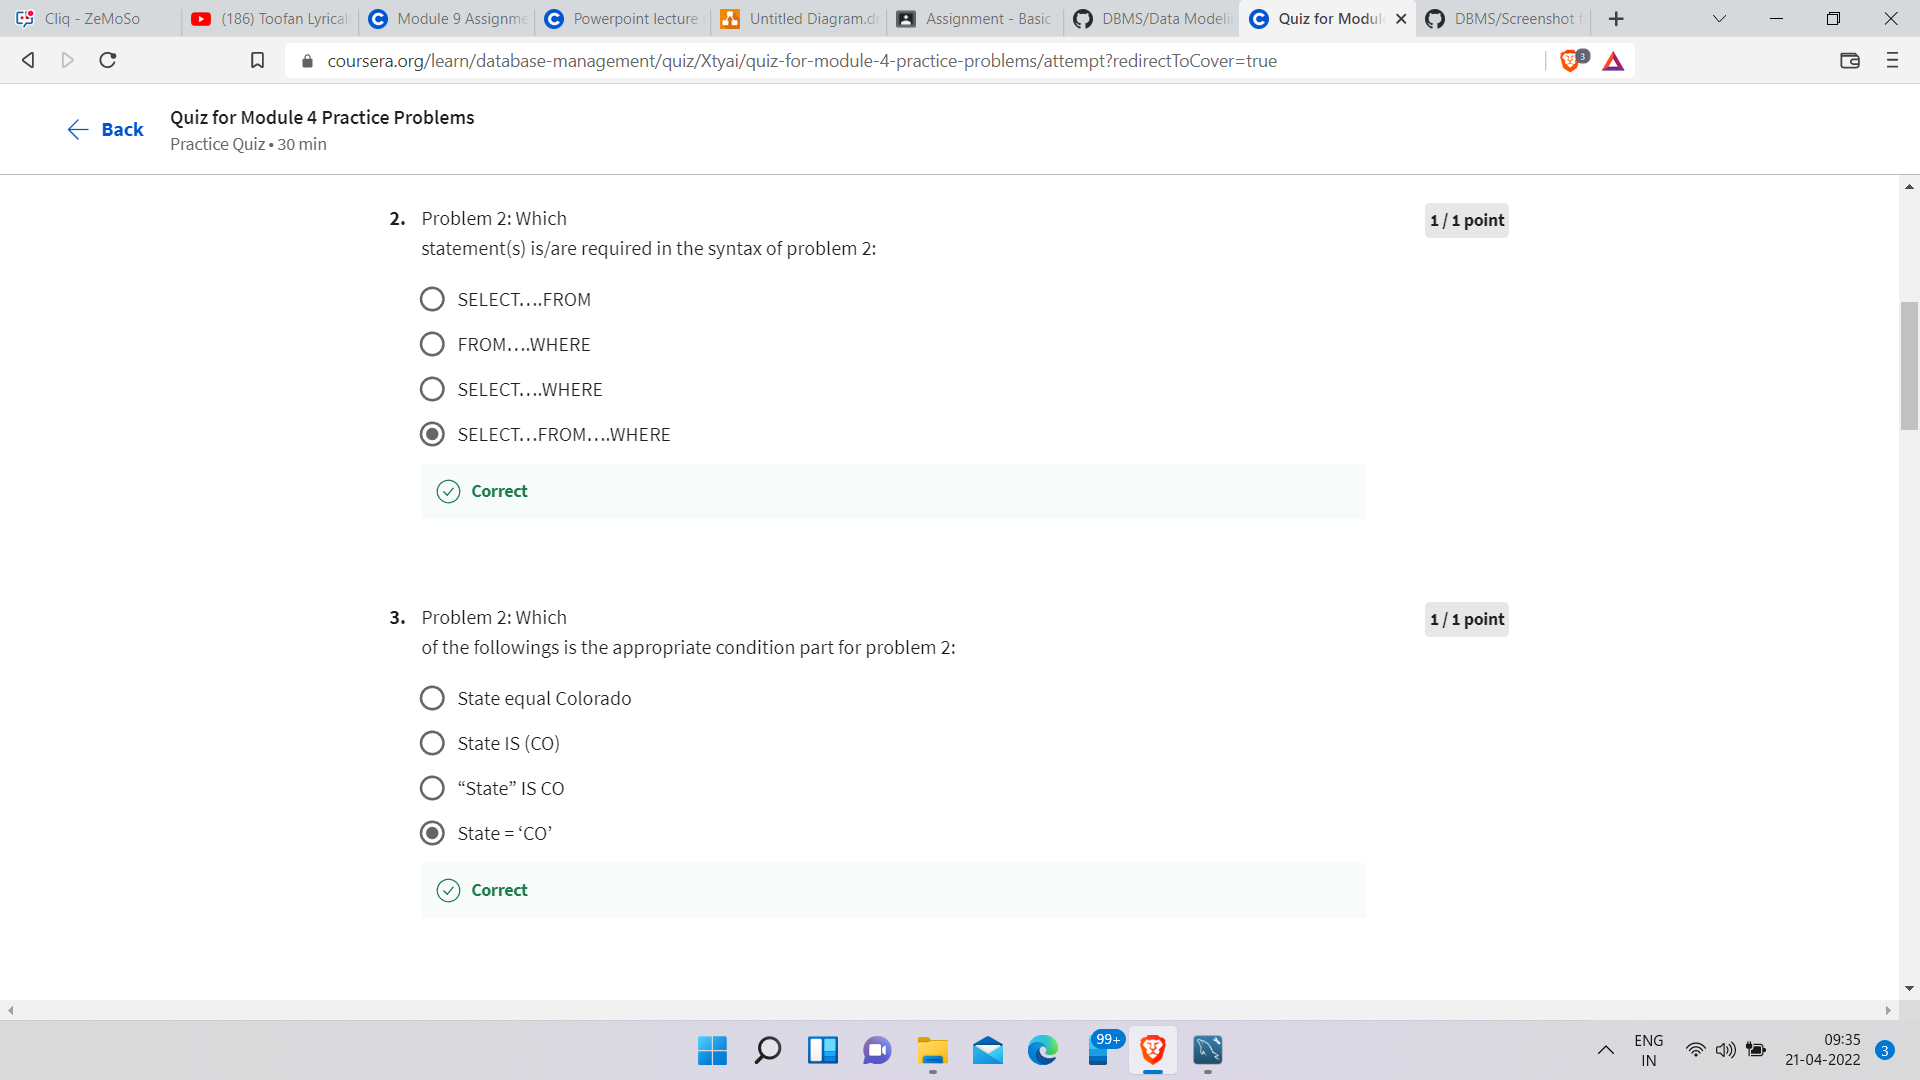 Cliq - ZeMoSo
(186) Toofan Lyrical
Module 9 Assignme
Powerpoint lecture
Untitled Diagram.dr
Assignment - Basic
DBMS/Data Modeli
Quiz for Modul
DBMS/Screenshot f
coursera.org/learn/database-management/quiz/Xtyai/quiz-for-module-4-practice-problems/attempt?redirectToCover=true
3
Back
Quiz for Module 4 Practice Problems
Practice Quiz • 30 min
2. Problem 2: Which
1 / 1 point
statement(s) is/are required in the syntax of problem 2:
SELECT….FROM
FROM….WHERE
SELECT….WHERE
SELECT…FROM….WHERE
Correct
3. Problem 2: Which
1 / 1 point
of the followings is the appropriate condition part for problem 2:
State equal Colorado
State IS (CO)
“State” IS CO
State = ‘CO’
Correct
99+
ENG
IN
09:35
21-04-2022
3